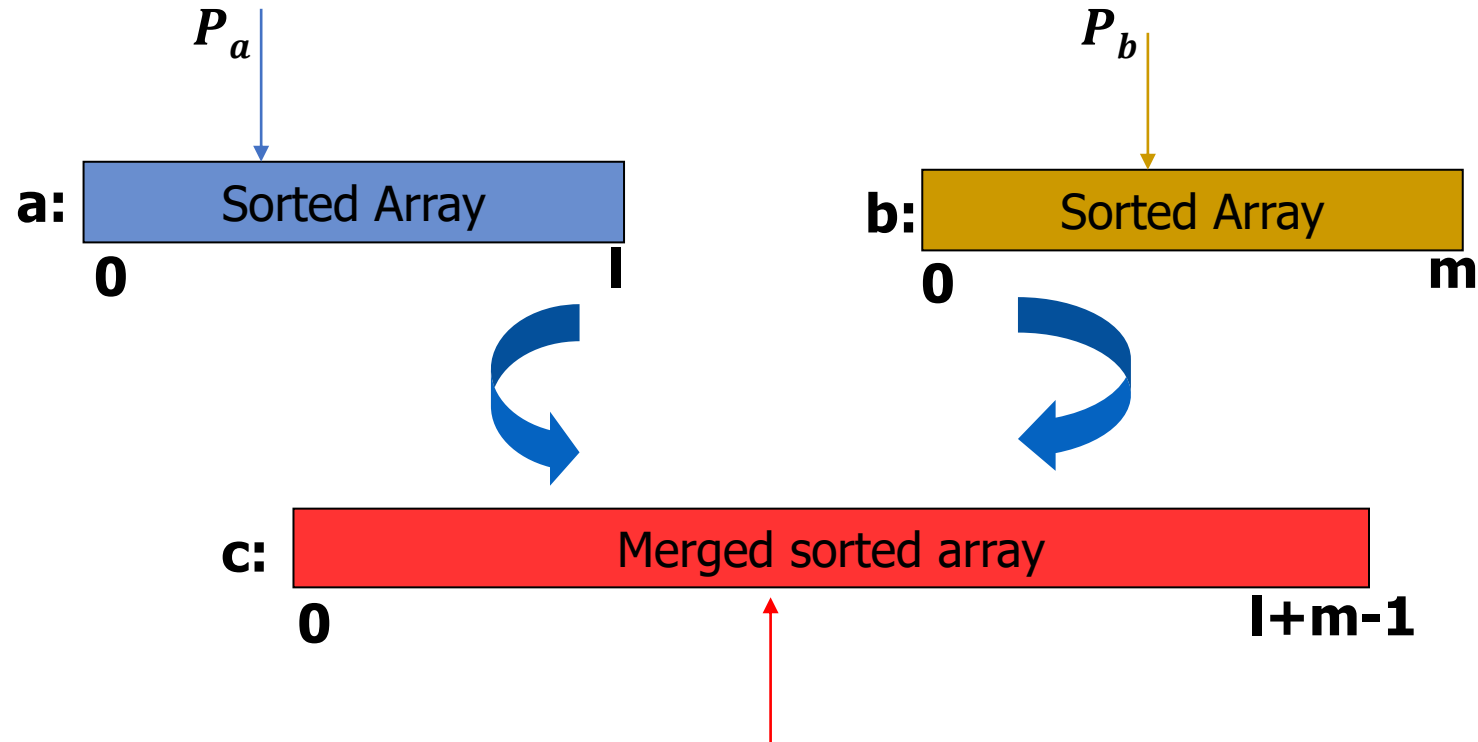 P_a
P_b
a: Sorted Array
b: Sorted Array
0 l
0 m
c: Merged sorted array
0 l+m-1